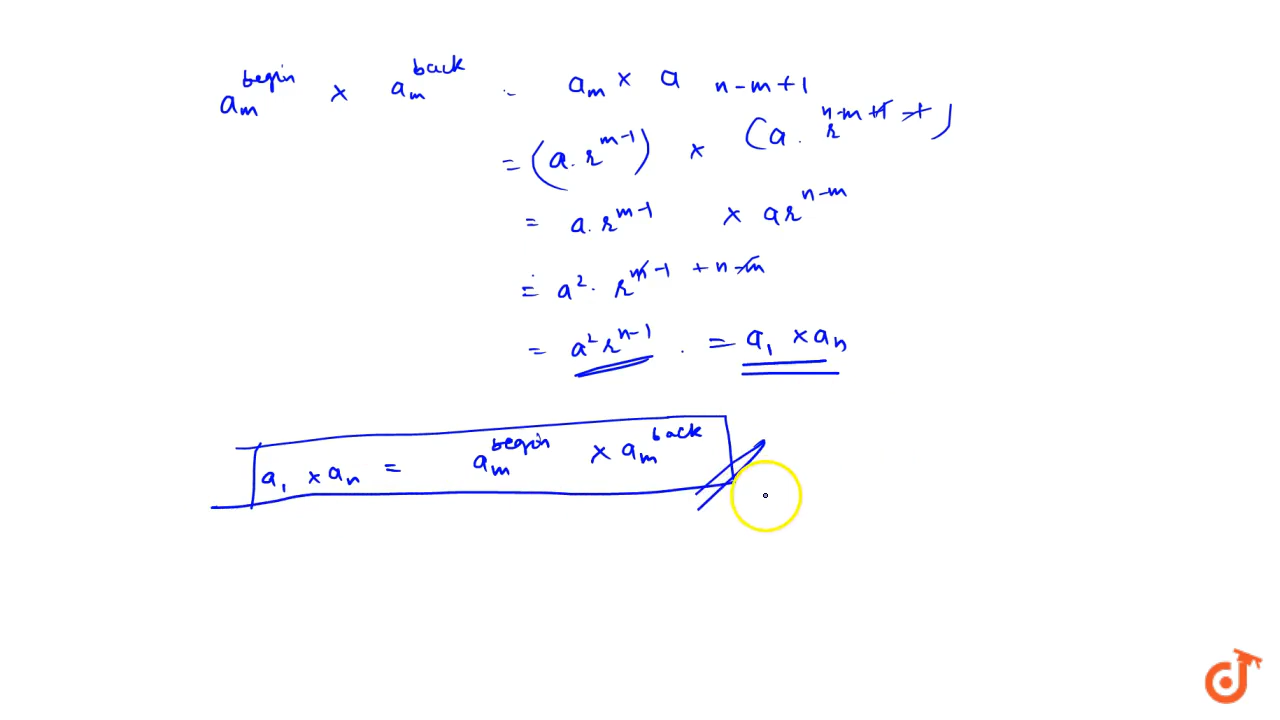 a_m^begin × a_m^back = a_m × a_{n-m+1}
= (a.r^{m-1}) × (a.r^{n-m+1-1})
= a.r^{m-1} × ar^{n-m}
= a^2. r^{m-1+n-m}
= a^2 r^{n-1} . = a_1 × a_n
a_1 × a_n = a_m^begin × a_m^back